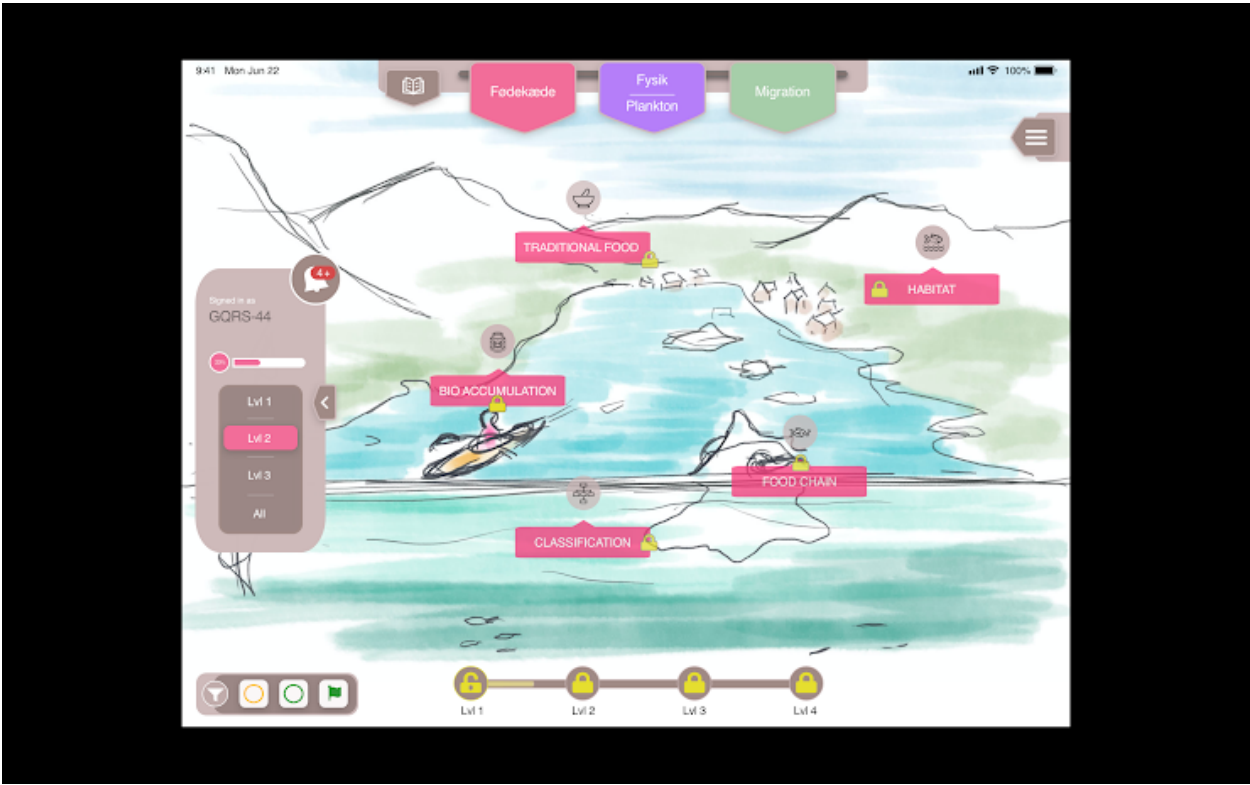 9:41 Mon Jun 22
100%
Fødekæde
Fysik
Plankton
Migration
TRADITIONAL FOOD
HABITAT
4+
Signed in as
GQRS-44
BIO ACCUMULATION
Lvl 1
Lvl 2
Lvl 3
All
FOOD CHAIN
CLASSIFICATION
Lvl 1
Lvl 2
Lvl 3
Lvl 4